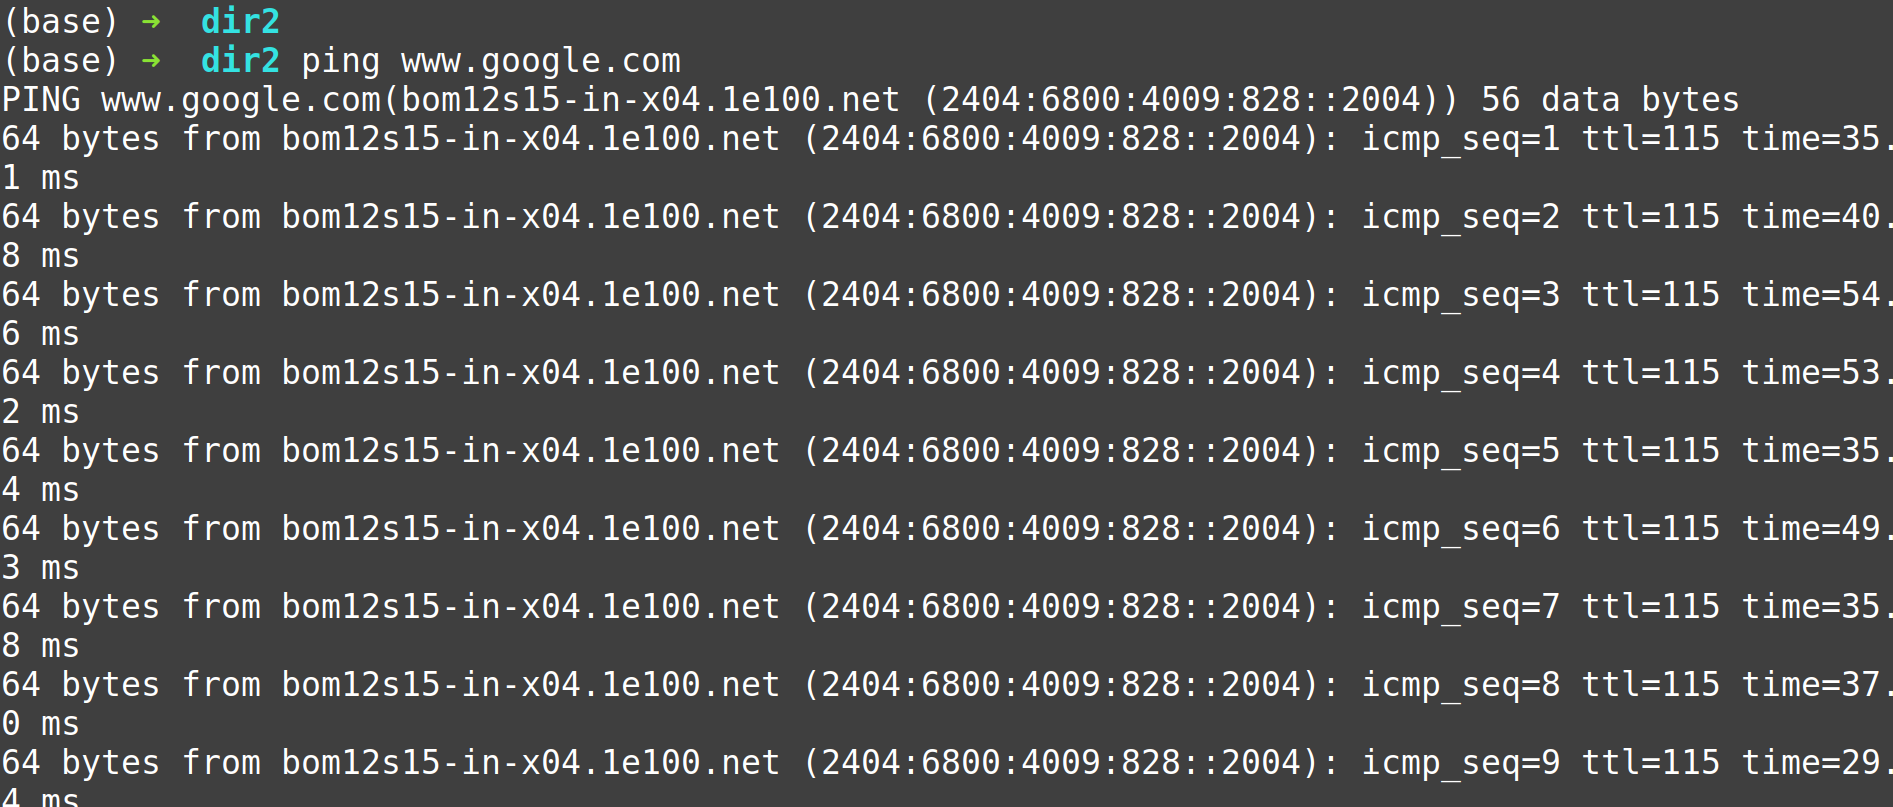 (base) ➜  dir2
(base) ➜  dir2 ping www.google.com
PING www.google.com(bom12s15-in-x04.1e100.net (2404:6800:4009:828::2004)) 56 data bytes
64 bytes from bom12s15-in-x04.1e100.net (2404:6800:4009:828::2004): icmp_seq=1 ttl=115 time=35.
1 ms
64 bytes from bom12s15-in-x04.1e100.net (2404:6800:4009:828::2004): icmp_seq=2 ttl=115 time=40.
8 ms
64 bytes from bom12s15-in-x04.1e100.net (2404:6800:4009:828::2004): icmp_seq=3 ttl=115 time=54.
6 ms
64 bytes from bom12s15-in-x04.1e100.net (2404:6800:4009:828::2004): icmp_seq=4 ttl=115 time=53.
2 ms
64 bytes from bom12s15-in-x04.1e100.net (2404:6800:4009:828::2004): icmp_seq=5 ttl=115 time=35.
4 ms
64 bytes from bom12s15-in-x04.1e100.net (2404:6800:4009:828::2004): icmp_seq=6 ttl=115 time=49.
3 ms
64 bytes from bom12s15-in-x04.1e100.net (2404:6800:4009:828::2004): icmp_seq=7 ttl=115 time=35.
8 ms
64 bytes from bom12s15-in-x04.1e100.net (2404:6800:4009:828::2004): icmp_seq=8 ttl=115 time=37.
0 ms
64 bytes from bom12s15-in-x04.1e100.net (2404:6800:4009:828::2004): icmp_seq=9 ttl=115 time=29.
4 ms